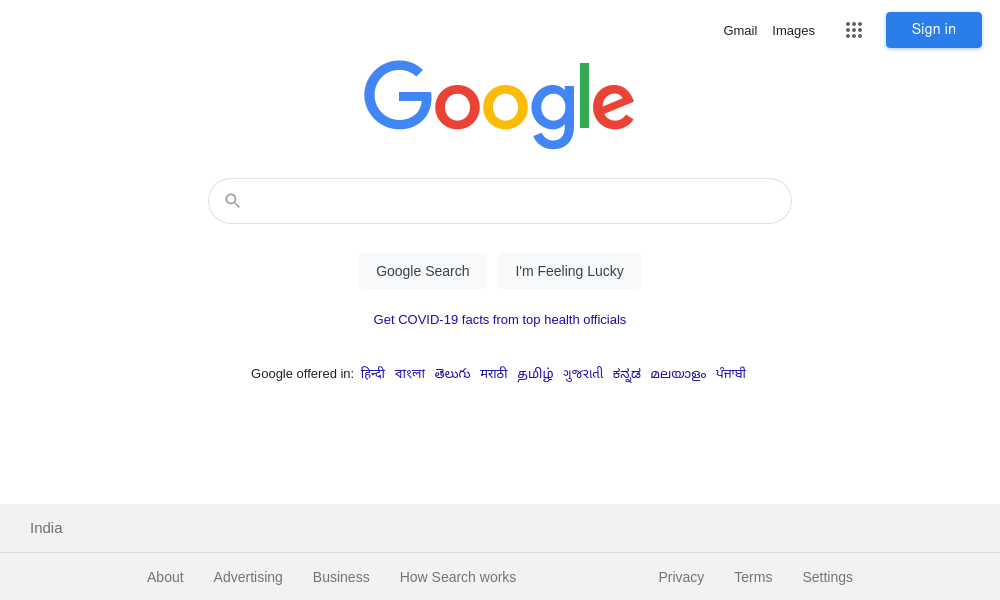 Gmail Images Sign in
Google
Google Search I'm Feeling Lucky
Get COVID-19 facts from top health officials
Google offered in: हिन्दी বাংলা తెలుగు मराठी தமிழ் ગુજરાતી ಕನ್ನಡ മലയാളം ਪੰਜਾਬੀ
India
About Advertising Business How Search works Privacy Terms Settings